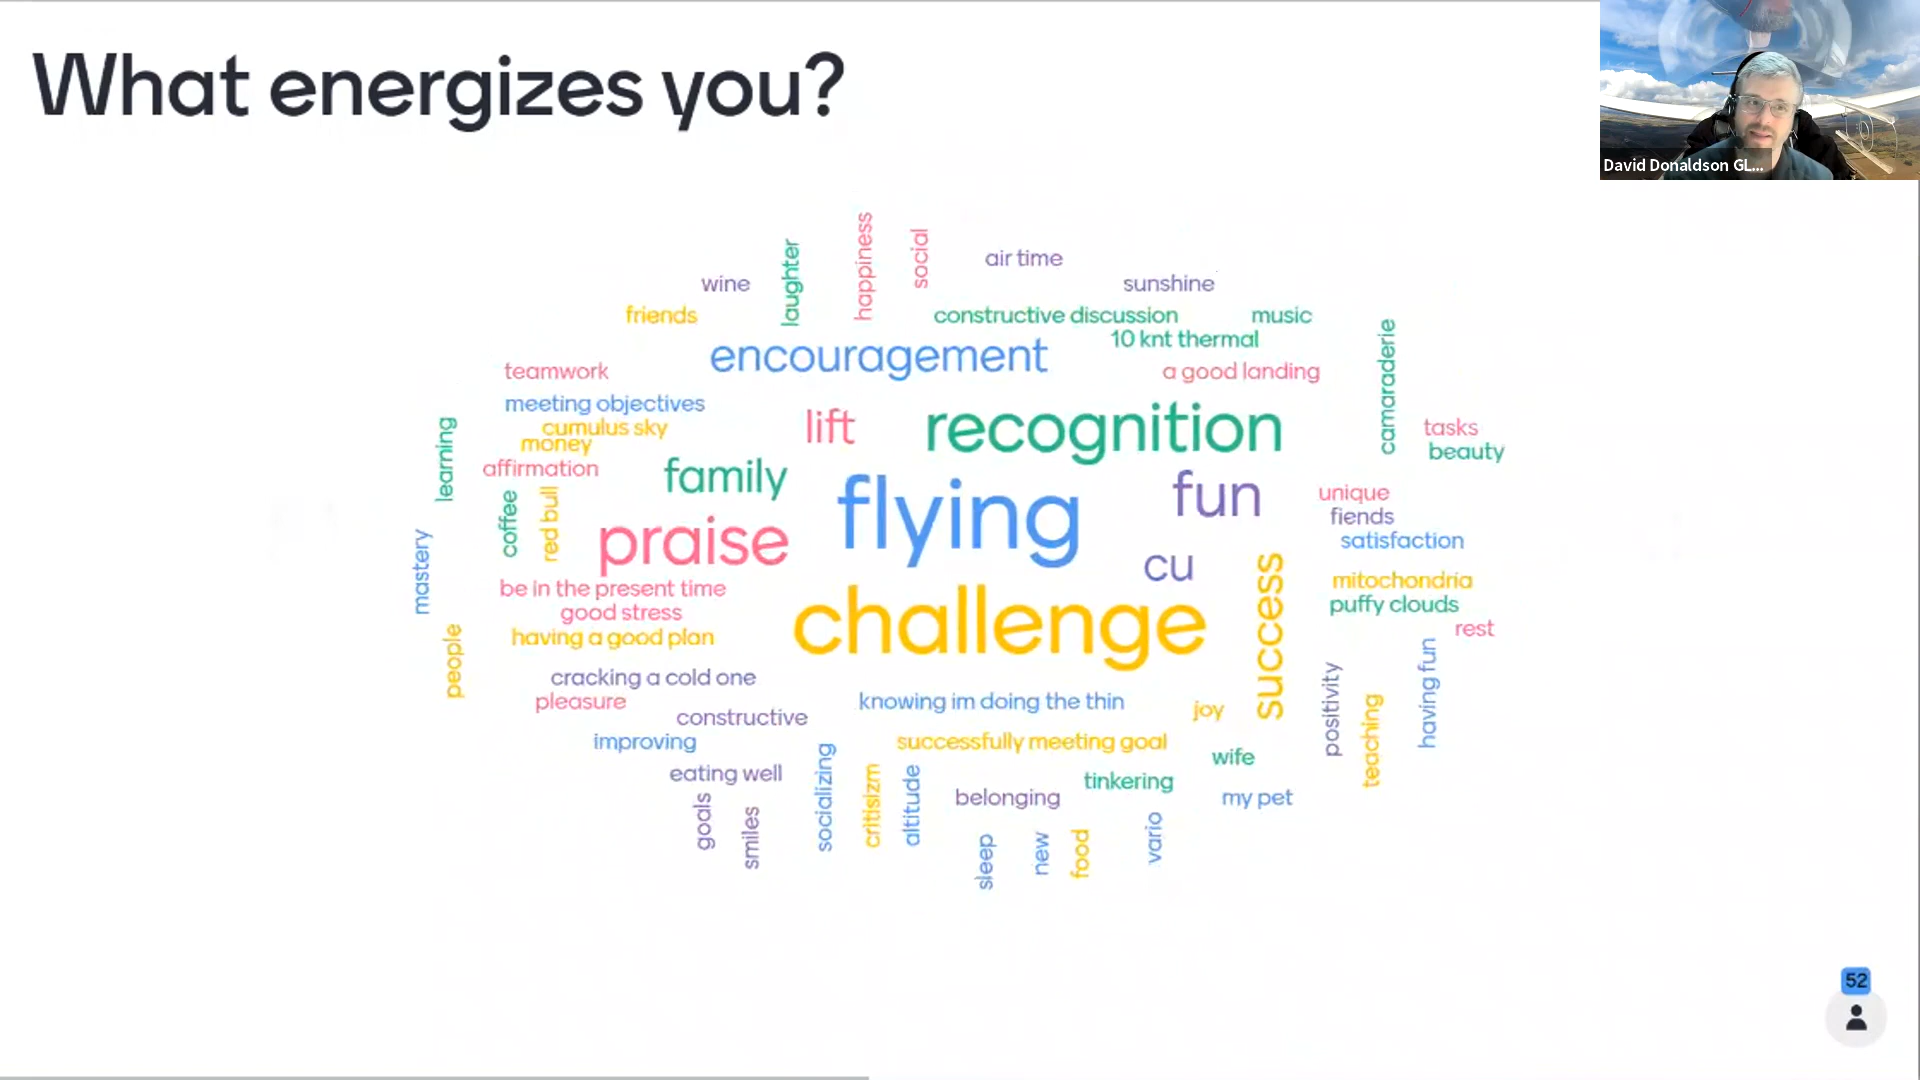 What energizes you?
David Donaldson GL...
happiness
social
laughter
air time
wine
sunshine
friends
constructive discussion
music
10 knt thermal
camaraderie
encouragement
teamwork
a good landing
meeting objectives
learning
cumulus sky
lift
recognition
tasks
money
beauty
affirmation
family
fun
coffee
red bull
flying
unique
fiends
praise
satisfaction
mastery
cu
success
mitochondria
be in the present time
puffy clouds
good stress
challenge
rest
having a good plan
people
having fun
cracking a cold one
positivity
pleasure
knowing im doing the thin
joy
teaching
constructive
improving
successfully meeting goal
wife
eating well
socializing
tinkering
critisizm
altitude
belonging
my pet
goals
smiles
vario
sleep
new
food
52